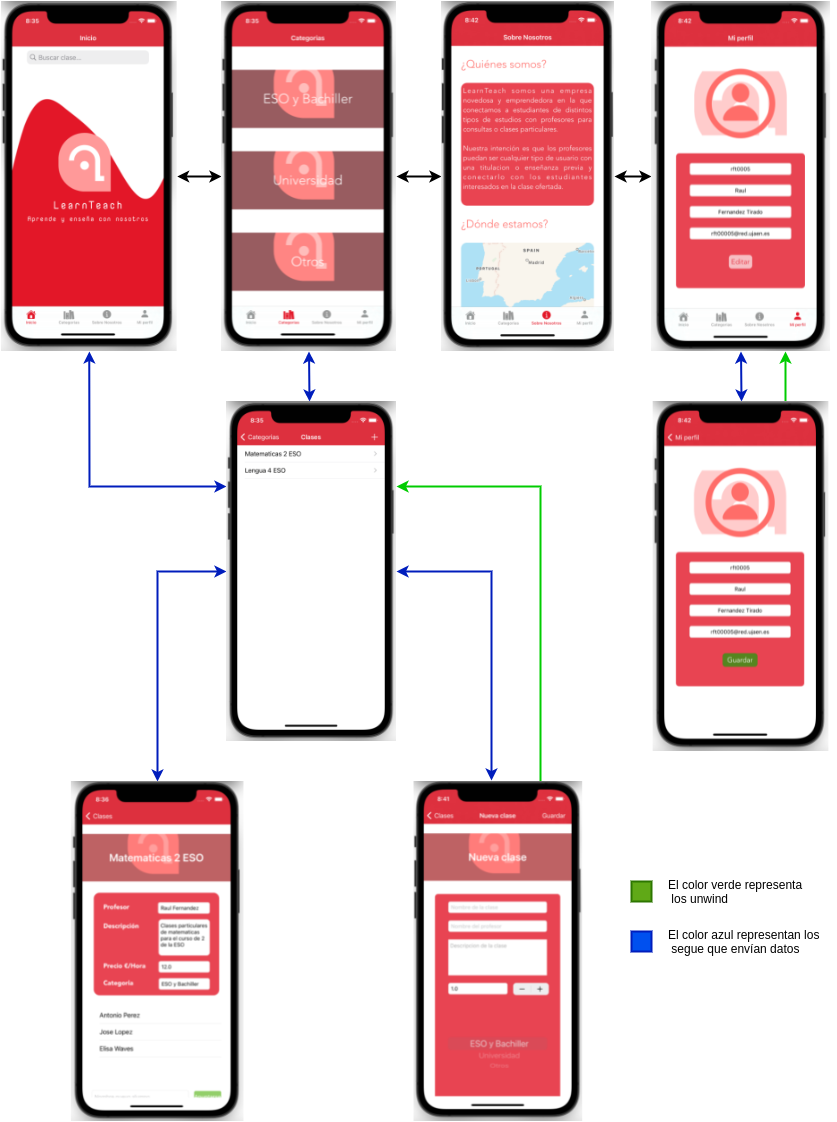 8:35
Inicio
Buscar clase...
LearnTeach
Aprende y enseña con nosotros
Inicio
Categorias
Sobre Nosotros
Mi perfil
8:35
Categorias
ESO y Bachiller
Universidad
Otros
Inicio
Categorias
Sobre Nosotros
Mi perfil
8:42
Sobre Nosotros
¿Quiénes somos?
LearnTeach somos una empresa
novedosa y emprendedora en la que
conectamos a estudiantes de distintos
tipos de estudios con profesores para
consultas o clases particulares.
Nuestra intención es que los profesores
puedan ser cualquier tipo de usuario con
una titulacion o enseñanza previa y
conectarlo con los estudiantes
interesados en la clase ofertada.
¿Dónde estamos?
SPAIN
Madrid
PORTUGAL
Inicio
Categorias
Sobre Nosotros
Mi perfil
8:42
Mi perfil
rft0005
Raul
Fernandez Tirado
rft00005@red.ujaen.es
Editar
Inicio
Categorias
Sobre Nosotros
Mi perfil
8:35
Categorias
Clases
+
Matematicas 2 ESO
Lengua 4 ESO
8:42
Mi perfil
rft0005
Raul
Fernandez Tirado
rft00005@red.ujaen.es
Guardar
8:36
Clases
Matematicas 2 ESO
Profesor
Raul Fernandez
Descripción
Clases particulares
de matematicas
para el curso de 2
de la ESO
Precio €/Hora
12.0
Categoria
ESO y Bachiller
Antonio Perez
Jose Lopez
Elisa Waves
8:41
Clases
Nueva clase
Guardar
Nueva clase
Nombre de la clase
Nombre del profesor
Descripcion de la clase
1.0
− +
ESO y Bachiller
Universidad
Otros
El color verde representa
los unwind
El color azul representan los
segue que envían datos